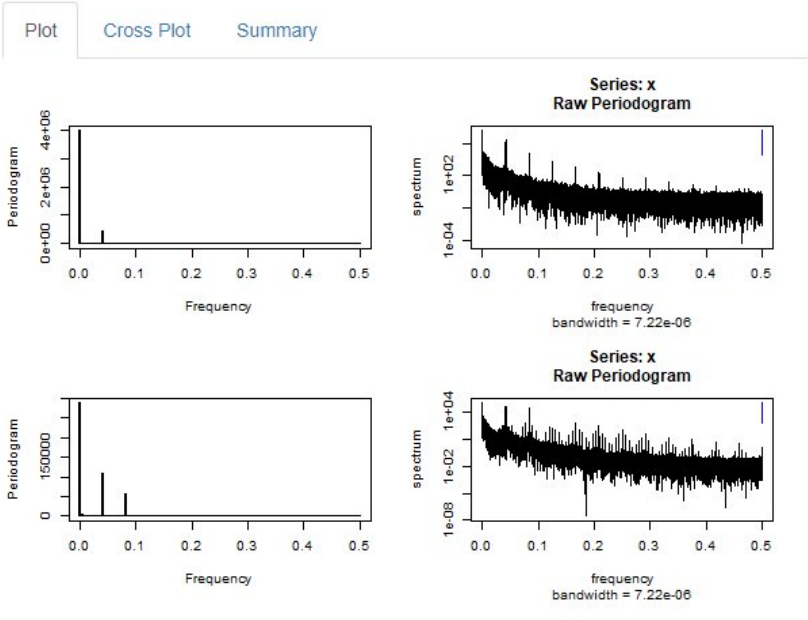 Plot Cross Plot Summary
Periodogram
4e+06
2e+06
0e+00
0.0 0.1 0.2 0.3 0.4 0.5
Frequency
Series: x
Raw Periodogram
spectrum
1e+02
1e-04
0.0 0.1 0.2 0.3 0.4 0.5
frequency
bandwidth = 7.22e-06
Periodogram
150000
0
0.0 0.1 0.2 0.3 0.4 0.5
Frequency
Series: x
Raw Periodogram
spectrum
1e+04
1e-02
1e-08
0.0 0.1 0.2 0.3 0.4 0.5
frequency
bandwidth = 7.22e-06